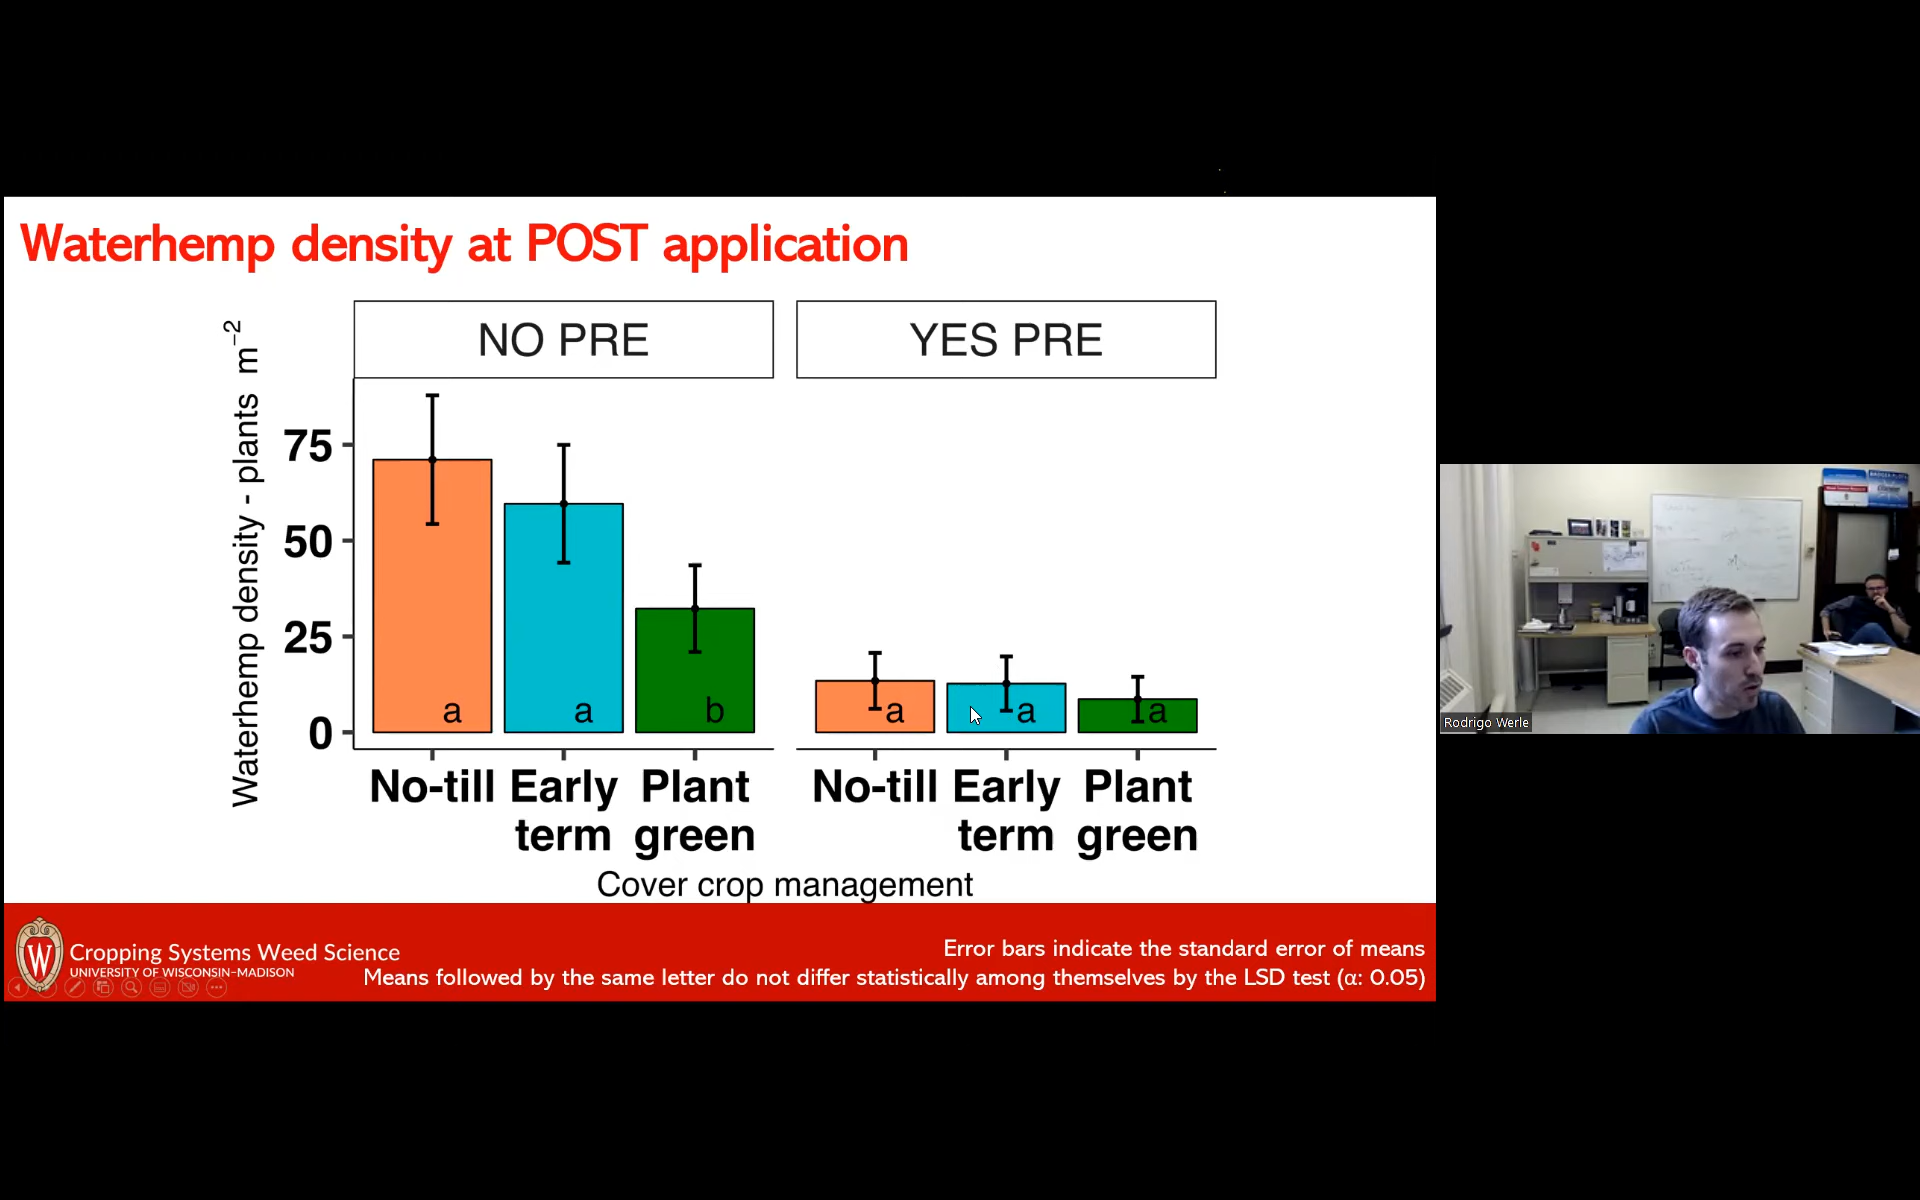 Waterhemp density at POST application
Waterhemp density - plants m⁻²
NO PRE
YES PRE
75
50
25
0
a
a
b
a
a
a
No-till
Early
term
Plant
green
No-till
Early
term
Plant
green
Cover crop management
W
Cropping Systems Weed Science
UNIVERSITY OF WISCONSIN–MADISON
Error bars indicate the standard error of means
Means followed by the same letter do not differ statistically among themselves by the LSD test (α: 0.05)
Rodrigo Werle